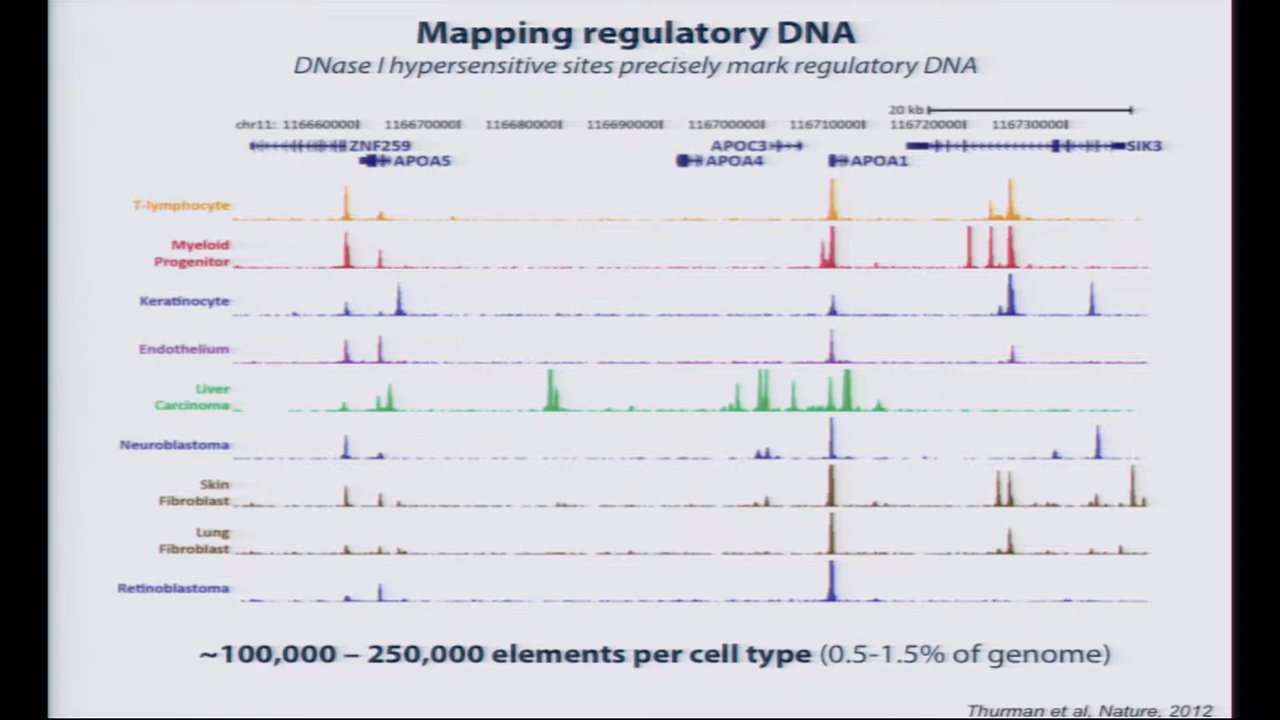 Mapping regulatory DNA
DNase I hypersensitive sites precisely mark regulatory DNA
20 kb
chr11: 116660000 116670000 116680000 116690000 116700000 116710000 116720000 116730000
ZNF259 APOC3 SIK3
APOA5 APOA4 APOA1
T-lymphocyte
Myeloid
Progenitor
Keratinocyte
Endothelium
Liver
Carcinoma
Neuroblastoma
Skin
Fibroblast
Lung
Fibroblast
Retinoblastoma
~100,000 – 250,000 elements per cell type (0.5-1.5% of genome)
Thurman et al, Nature, 2012